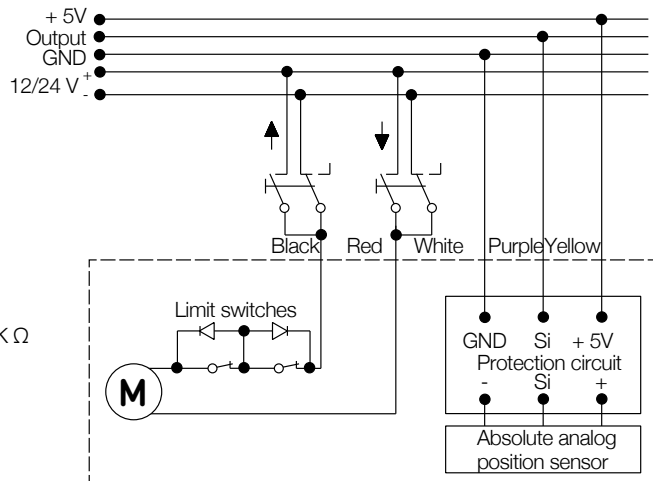 + 5V
Output
GND
+
12/24 V
-
Black Red White Purple Yellow
Limit switches
KΩ
M
GND Si + 5V
Protection circuit
- Si +
Absolute analog
position sensor